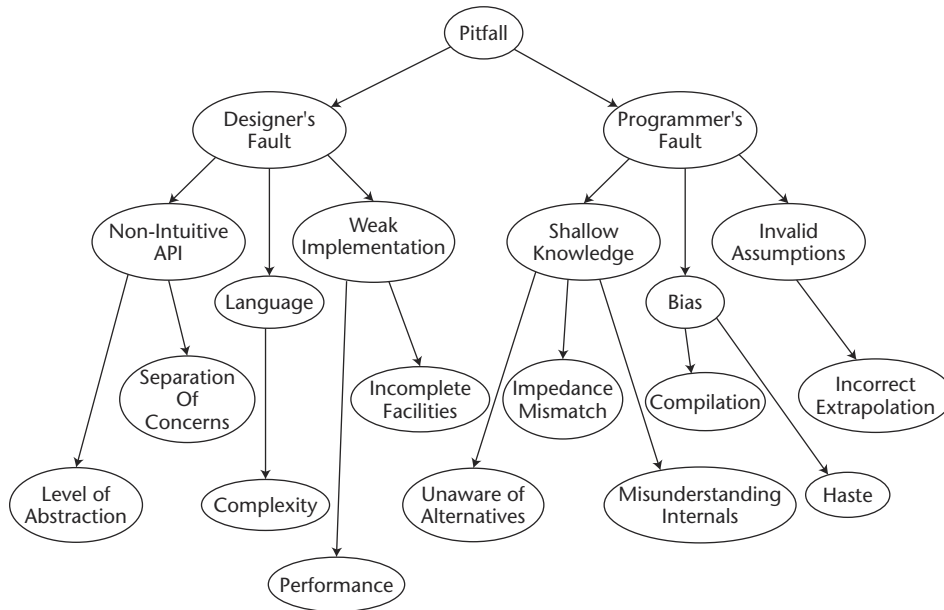 Pitfall
Designer's
Fault
Programmer's
Fault
Non-Intuitive
API
Weak
Implementation
Shallow
Knowledge
Invalid
Assumptions
Language
Bias
Separation
Of
Concerns
Incomplete
Facilities
Impedance
Mismatch
Compilation
Incorrect
Extrapolation
Level of
Abstraction
Complexity
Unaware of
Alternatives
Misunderstanding
Internals
Haste
Performance